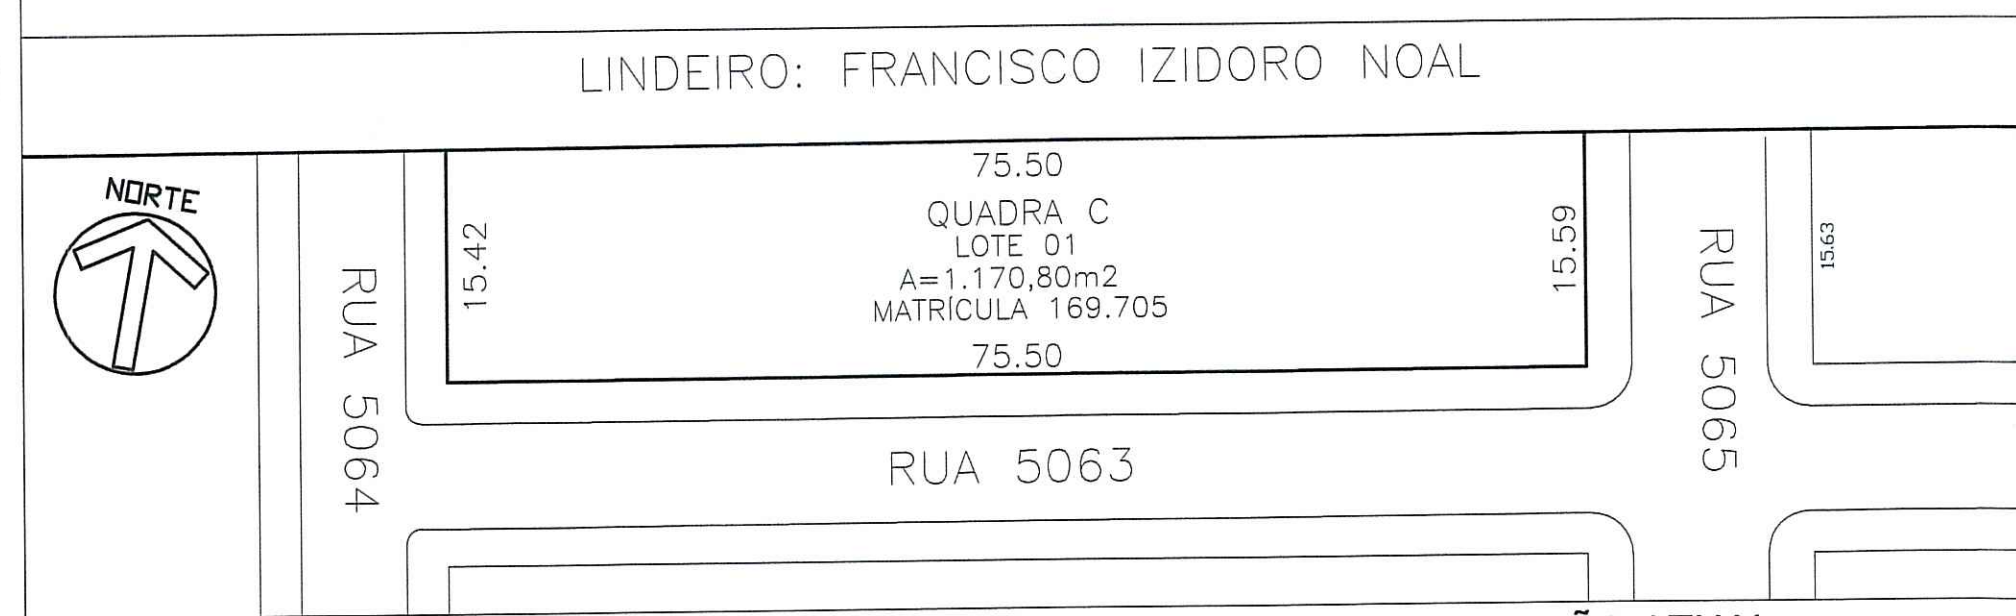 LINDEIRO: FRANCISCO IZIDORO NOAL
NORTE
75.50
QUADRA C
LOTE 01
A=1.170,80m2
MATRÍCULA 169.705
75.50
15.42
15.59
15.63
RUA 5064
RUA 5065
RUA 5063